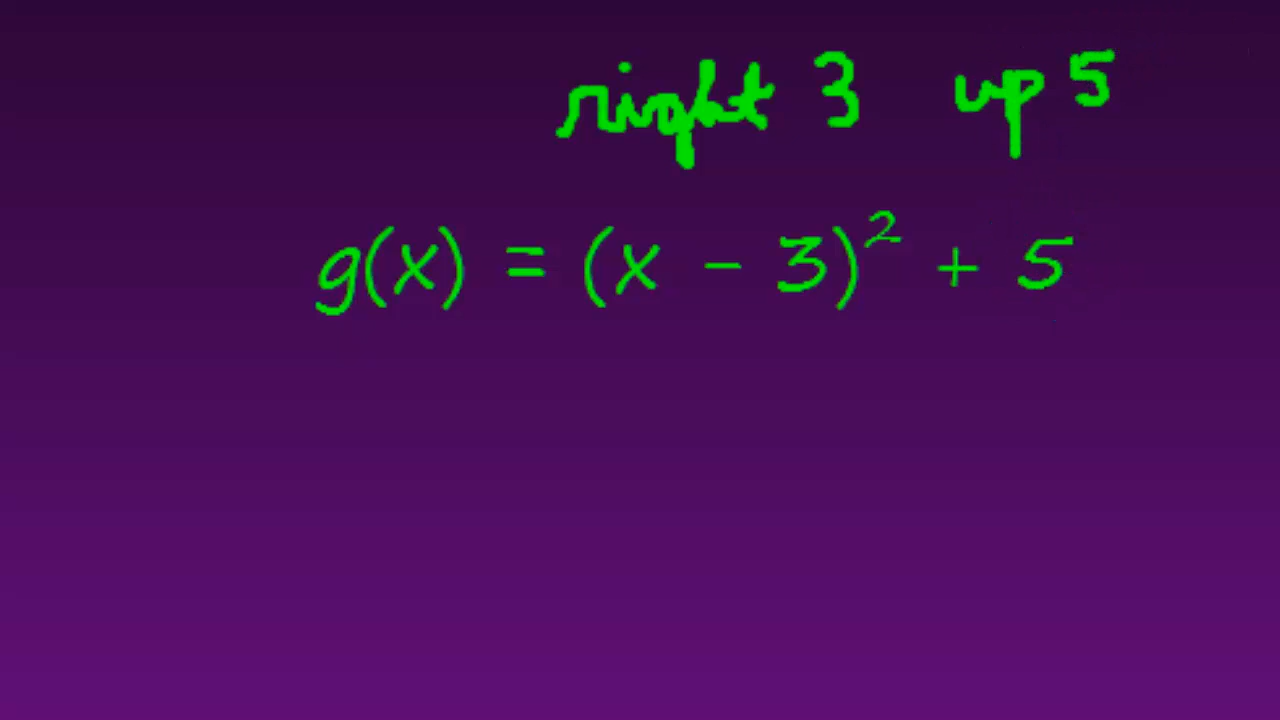 right 3 up 5
g(x) = (x - 3)² + 5